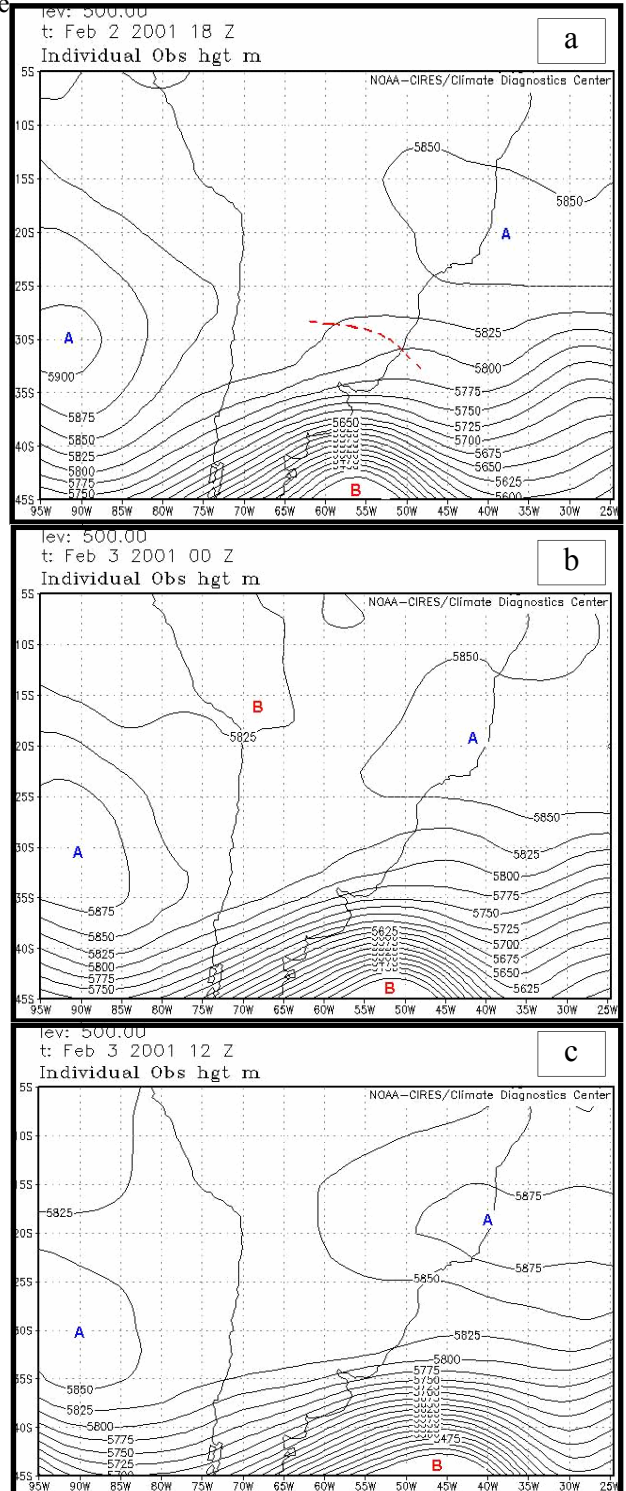 e
lev: 500.00
t: Feb 2 2001 18 Z
Individual Obs hgt m
a
NOAA-CIRES/Climate Diagnostics Center
5S
10S
5850
15S
5850
20S
A
25S
5825
30S
A
5800
5900
35S
5775
5875
5750
5850
5650
5725
40S
5700
5825
5675
5800
5650
5775
5625
5750
B
5600
45S
95W 90W 85W 80W 75W 70W 65W 60W 55W 50W 45W 40W 35W 30W 25W
lev: 500.00
t: Feb 3 2001 00 Z
Individual Obs hgt m
b
NOAA-CIRES/Climate Diagnostics Center
5S
10S
5850
15S
B
5825
A
20S
25S
5850
30S
A
5825
5800
35S
5775
5875
5750
5850
5625
5725
40S
5825
5700
5800
5675
5775
5650
5750
B
5625
45S
95W 90W 85W 80W 75W 70W 65W 60W 55W 50W 45W 40W 35W 30W 25W
lev: 500.00
t: Feb 3 2001 12 Z
Individual Obs hgt m
c
NOAA-CIRES/Climate Diagnostics Center
5S
10S
15S
5875
5825
A
20S
5875
25S
5850
30S
A
5825
5800
35S
5775
5850
5750
5825
40S
5800
5775
5475
5750
5725
B
5700
45S
95W 90W 85W 80W 75W 70W 65W 60W 55W 50W 45W 40W 35W 30W 25W